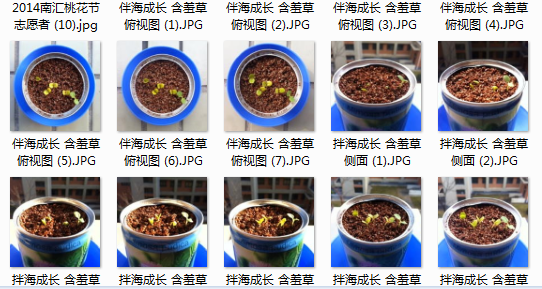 2014南汇桃花节
志愿者 (10).jpg
伴海成长 含羞草
俯视图 (1).JPG
伴海成长 含羞草
俯视图 (2).JPG
伴海成长 含羞草
俯视图 (3).JPG
伴海成长 含羞草
俯视图 (4).JPG
伴海成长 含羞草
俯视图 (5).JPG
伴海成长 含羞草
俯视图 (6).JPG
伴海成长 含羞草
俯视图 (7).JPG
拌海成长 含羞草
侧面 (1).JPG
拌海成长 含羞草
侧面 (2).JPG
拌海成长 含羞草
拌海成长 含羞草
拌海成长 含羞草
拌海成长 含羞草
拌海成长 含羞草